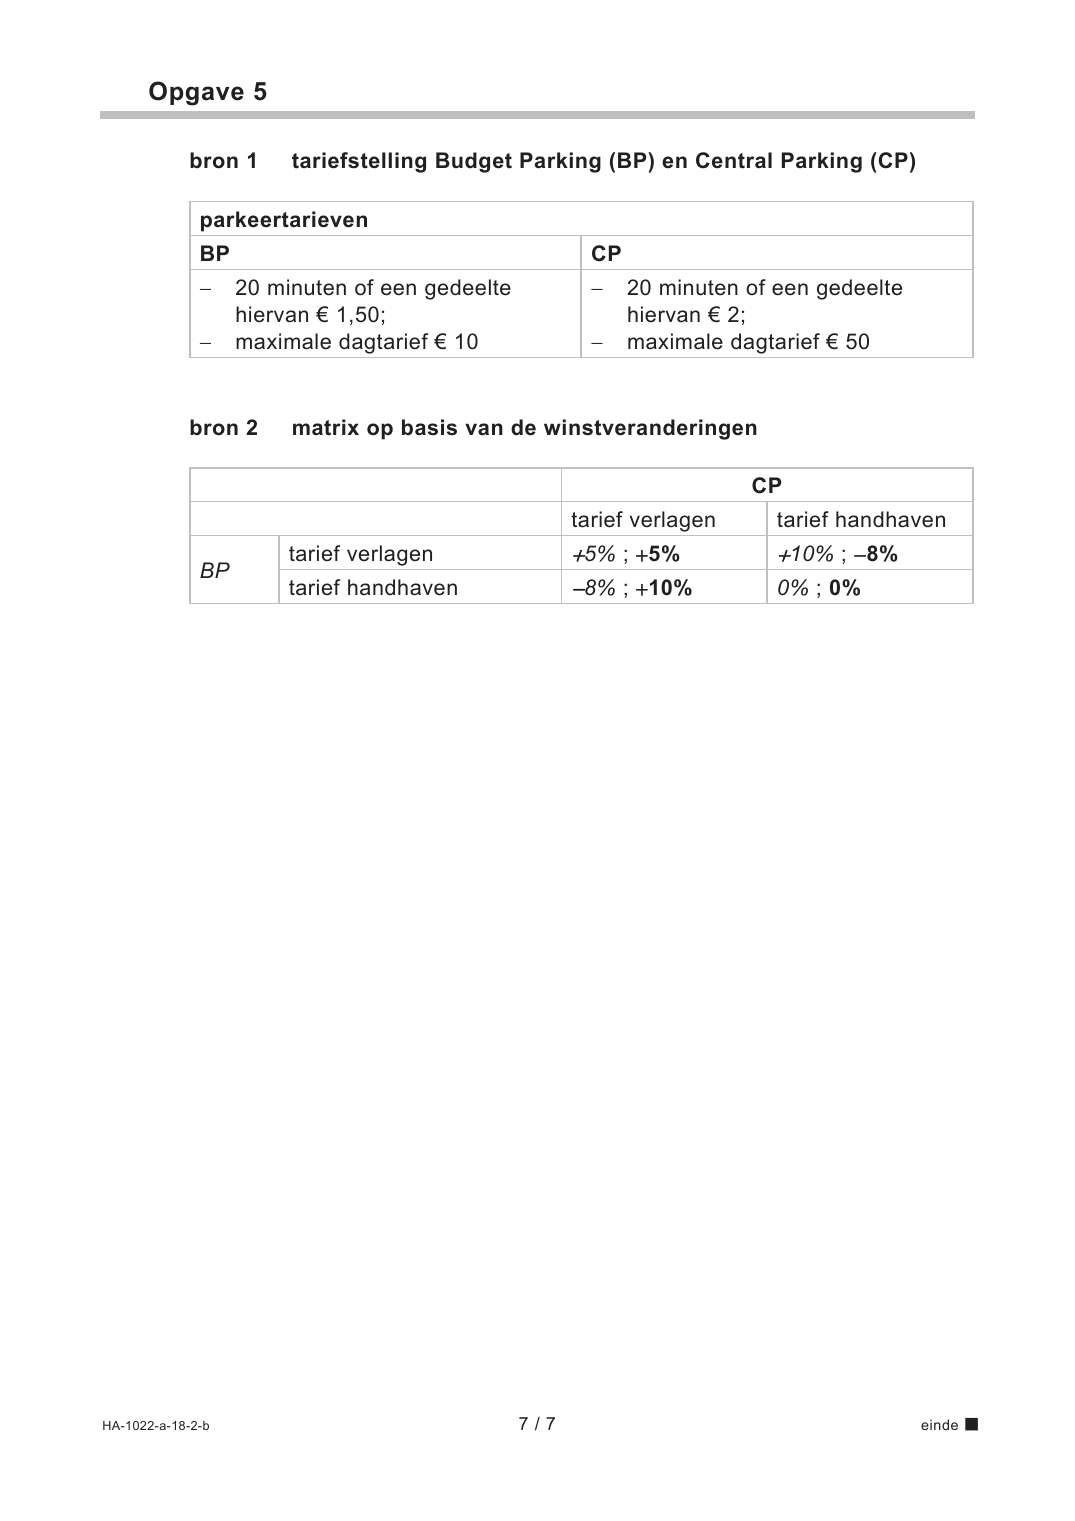 Opgave 5
bron 1 tariefstelling Budget Parking (BP) en Central Parking (CP)
parkeertarieven
BP CP
– 20 minuten of een gedeelte – 20 minuten of een gedeelte
hiervan € 1,50; hiervan € 2;
– maximale dagtarief € 10 – maximale dagtarief € 50
bron 2 matrix op basis van de winstveranderingen
CP
tarief verlagen tarief handhaven
BP
tarief verlagen +5% ; +5% +10% ; –8%
tarief handhaven –8% ; +10% 0% ; 0%
HA-1022-a-18-2-b 7 / 7 einde ■